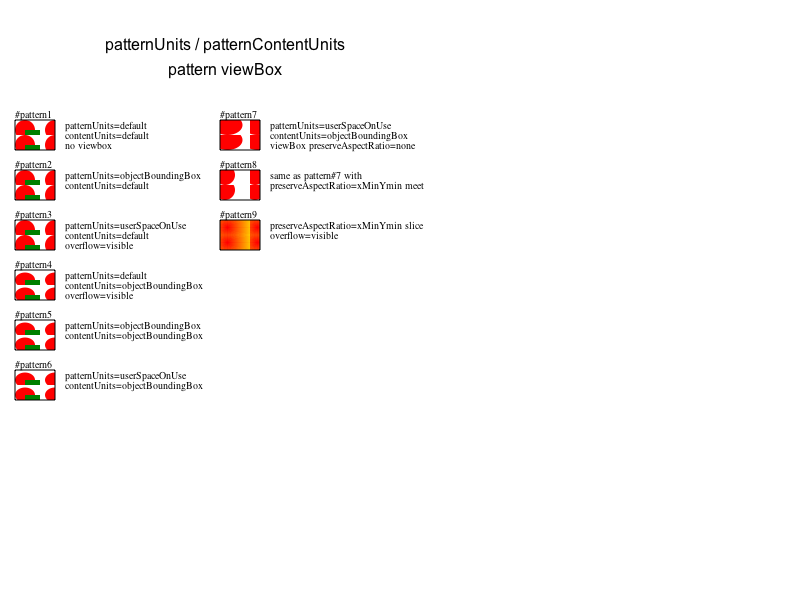 patternUnits / patternContentUnits
pattern viewBox
#pattern1
patternUnits=default
contentUnits=default
no viewbox
#pattern2
patternUnits=objectBoundingBox
contentUnits=default
#pattern3
patternUnits=userSpaceOnUse
contentUnits=default
overflow=visible
#pattern4
patternUnits=default
contentUnits=objectBoundingBox
overflow=visible
#pattern5
patternUnits=objectBoundingBox
contentUnits=objectBoundingBox
#pattern6
patternUnits=userSpaceOnUse
contentUnits=objectBoundingBox
#pattern7
patternUnits=userSpaceOnUse
contentUnits=objectBoundingBox
viewBox preserveAspectRatio=none
#pattern8
same as pattern#7 with
preserveAspectRatio=xMinYMin meet
#pattern9
preserveAspectRatio=xMinYmin slice
overflow=visible